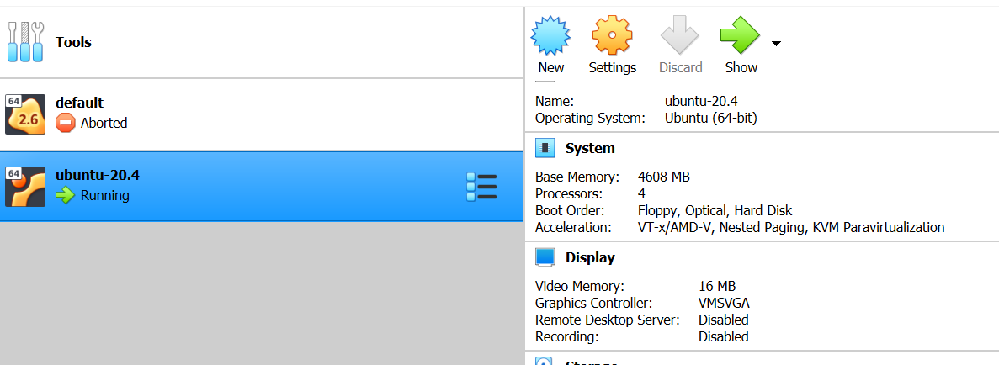 Tools
64
2.6
default
Aborted
64
ubuntu-20.4
Running
New Settings Discard Show
Name: ubuntu-20.4
Operating System: Ubuntu (64-bit)
System
Base Memory: 4608 MB
Processors: 4
Boot Order: Floppy, Optical, Hard Disk
Acceleration: VT-x/AMD-V, Nested Paging, KVM Paravirtualization
Display
Video Memory: 16 MB
Graphics Controller: VMSVGA
Remote Desktop Server: Disabled
Recording: Disabled